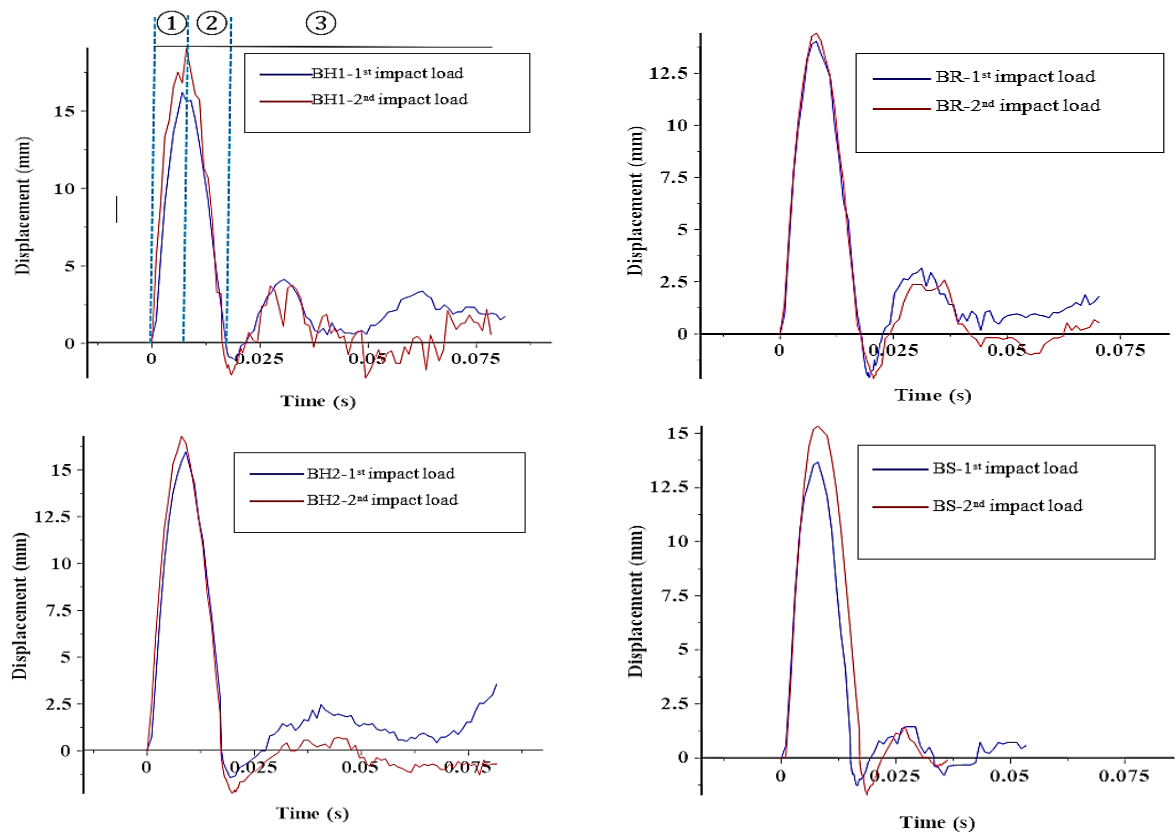 ① ② ③
BH1-1st impact load
BH1-2nd impact load
15
10
5
0
0 0.025 0.05 0.075
Displacement (mm)
Time (s)
BR-1st impact load
BR-2nd impact load
12.5
10
7.5
5
2.5
0
0 0.025 0.05 0.075
Displacement (mm)
Time (s)
BH2-1st impact load
BH2-2nd impact load
15
12.5
10
7.5
5
2.5
0
0 0.025 0.05 0.075
Displacement (mm)
Time (s)
BS-1st impact load
BS-2nd impact load
15
12.5
10
7.5
5
2.5
0
0 0.025 0.05 0.075
Displacement (mm)
Time (s)